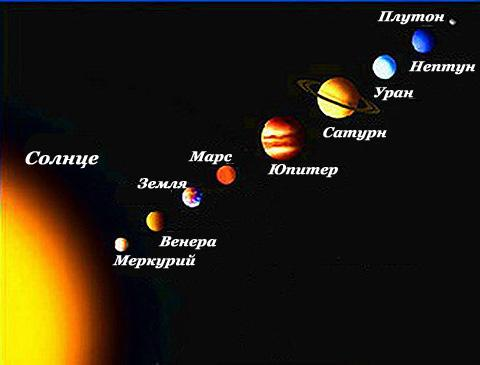 Плутон
Нептун
Уран
Сатурн
Юпитер
Марс
Солнце
Земля
Венера
Меркурий